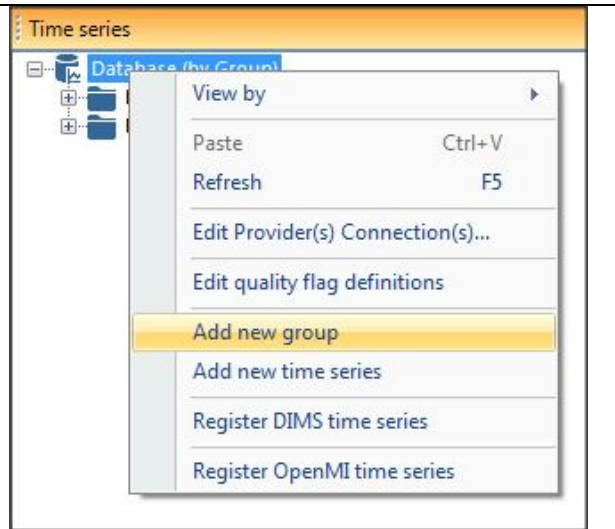 Time series
Database (by Group)
View by
Paste Ctrl+V
Refresh F5
Edit Provider(s) Connection(s)...
Edit quality flag definitions
Add new group
Add new time series
Register DIMS time series
Register OpenMI time series